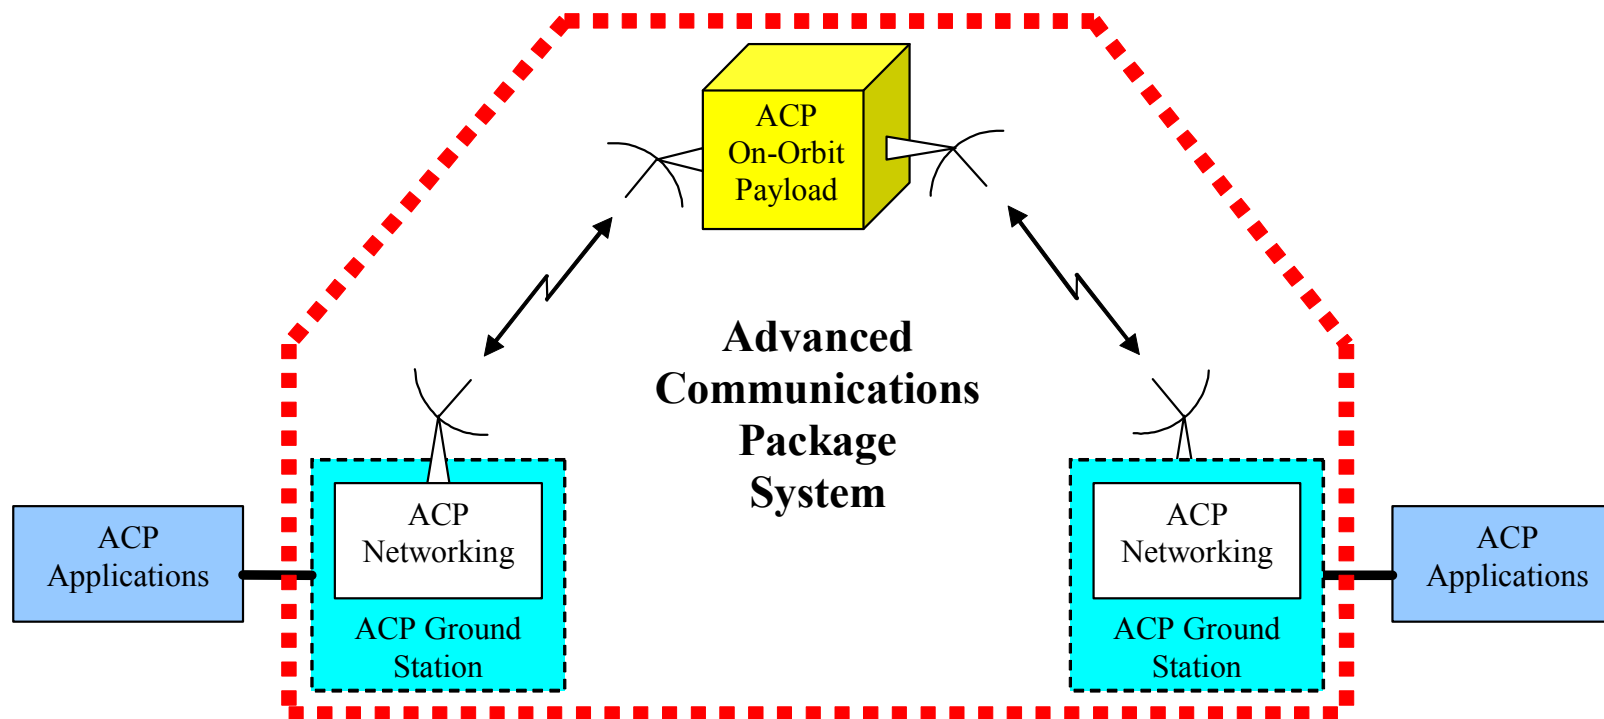 ACP
On-Orbit
Payload
Advanced
Communications
Package
System
ACP
Applications
ACP
Networking
ACP Ground
Station
ACP
Networking
ACP Ground
Station
ACP
Applications